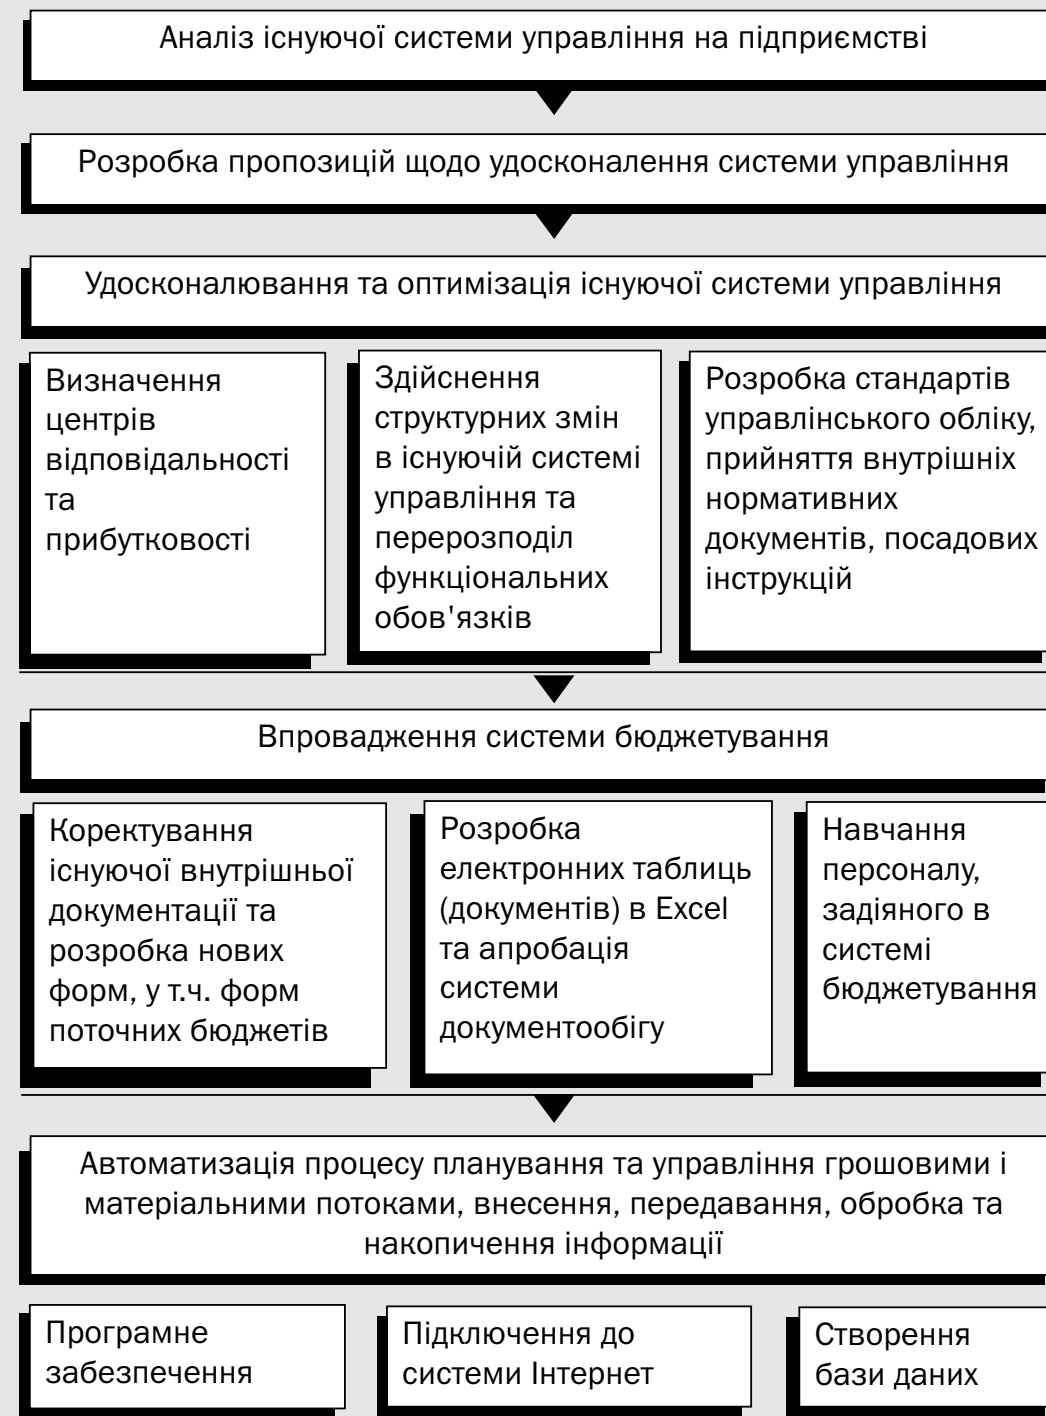 Аналіз існуючої системи управління на підприємстві
Розробка пропозицій щодо удосконалення системи управління
Удосконалювання та оптимізація існуючої системи управління
Визначення
центрів
відповідальності
та
прибутковості
Здійснення
структурних змін
в існуючій системі
управління та
перерозподіл
функціональних
обов'язків
Розробка стандартів
управлінського обліку,
прийняття внутрішніх
нормативних
документів, посадових
інструкцій
Впровадження системи бюджетування
Коректування
існуючої внутрішньої
документації та
розробка нових
форм, у т.ч. форм
поточних бюджетів
Розробка
електронних таблиць
(документів) в Excel
та апробація
системи
документообігу
Навчання
персоналу,
задіяного в
системі
бюджетування
Автоматизація процесу планування та управління грошовими і
матеріальними потоками, внесення, передавання, обробка та
накопичення інформації
Програмне
забезпечення
Підключення до
системи Інтернет
Створення
бази даних